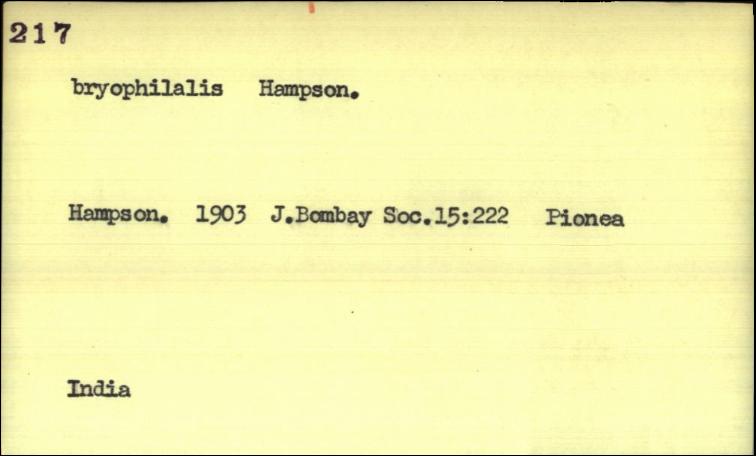 217
bryophilalis Hampson.
Hampson. 1903 J.Bombay Soc.15:222 Pionea
India